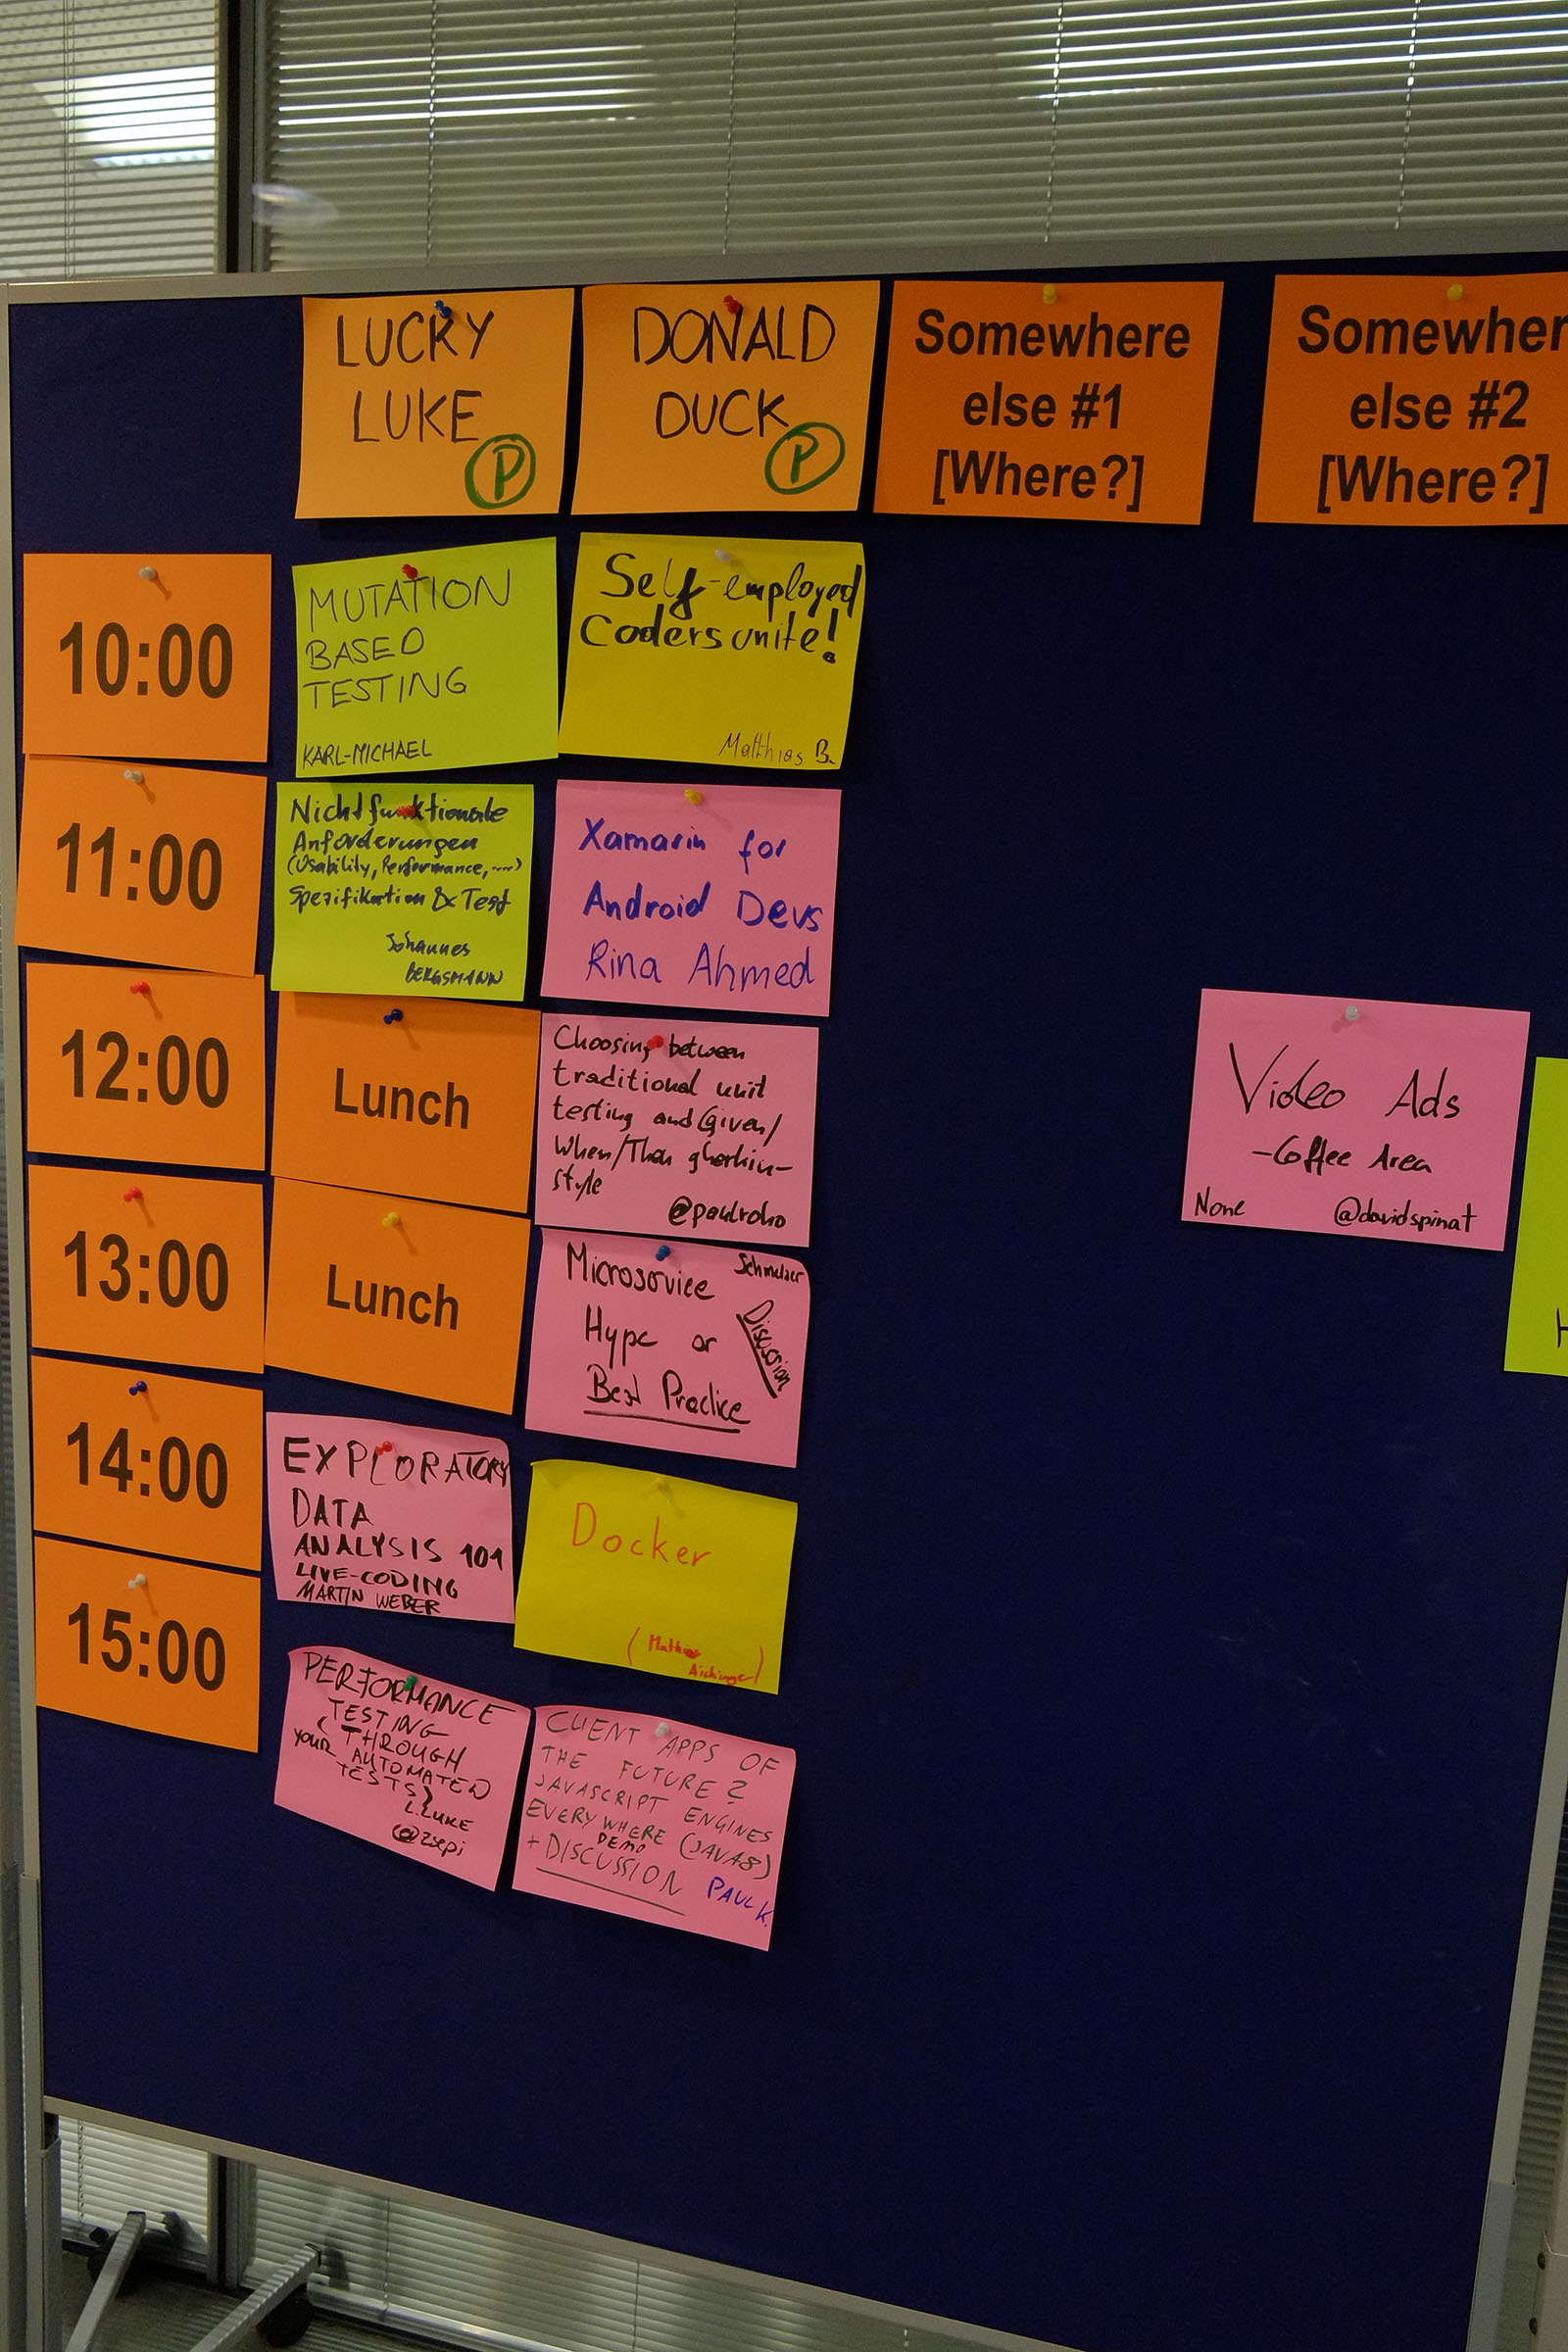 LUCKY
LUKE
P
DONALD
DUCK
P
Somewhere
else #1
[Where?]
Somewher
else #2
[Where?]
10:00
MUTATION
BASED
TESTING
KARL-MICHAEL
Self-employed
Coders unite!
Matthias B.
11:00
Nichtfunktionale
Anforderungen
(Usability, Performance, ....)
Spezifikation & Test
Johannes
BERGSMANN
Xamarin for
Android Devs
Rina Ahmed
12:00
Lunch
Choosing between
traditional unit
testing and Given/
When/Then gherkin-
style
@paulroho
Video Ads
- Coffee Area
None @davidspinat
13:00
Lunch
Microservice
Hype or
Best Practice
Schmelzer
Discussion
H
14:00
EXPLORATORY
DATA
ANALYSIS 101
LIVE-CODING
MARTIN WEBER
Docker
(Matthias
Aichinger)
15:00
PERFORMANCE
TESTING
(THROUGH
YOUR AUTOMATED
TESTS)
L.LUKE
@zsepi
CLIENT APPS OF
THE FUTURE?
JAVASCRIPT ENGINES
EVERYWHERE (JAVA8)
DEMO
+ DISCUSSION
PAUL K.